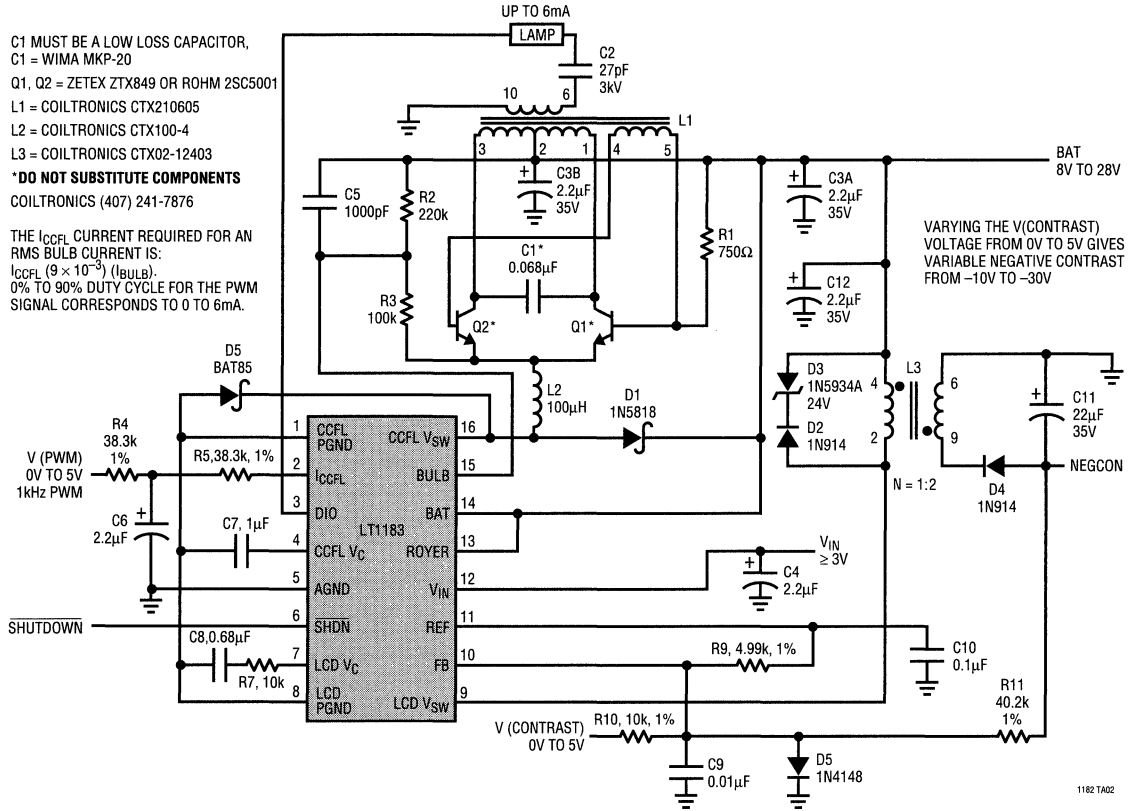 UP TO 6mA
LAMP
C1 MUST BE A LOW LOSS CAPACITOR,
C1 = WIMA MKP-20
Q1, Q2 = ZETEX ZTX849 OR ROHM 2SC5001
L1 = COILTRONICS CTX210605
L2 = COILTRONICS CTX100-4
L3 = COILTRONICS CTX02-12403
*DO NOT SUBSTITUTE COMPONENTS
COILTRONICS (407) 241-7876
THE ICCFL CURRENT REQUIRED FOR AN
RMS BULB CURRENT IS:
ICCFL (9 × 10⁻³) (IBULB).
0% TO 90% DUTY CYCLE FOR THE PWM
SIGNAL CORRESPONDS TO 0 TO 6mA.
C2
27pF
3kV
10
6
L1
3
2
1
4
5
BAT
8V TO 28V
C5
1000pF
R2
220k
+
C3B
2.2µF
35V
+
C3A
2.2µF
35V
R1
750Ω
C1*
0.068µF
VARYING THE V(CONTRAST)
VOLTAGE FROM 0V TO 5V GIVES
VARIABLE NEGATIVE CONTRAST
FROM –10V TO –30V
+
C12
2.2µF
35V
R3
100k
Q2*
Q1*
D5
BAT85
L2
100µH
D1
1N5818
D3
1N5934A
24V
D2
1N914
4
2
L3
6
9
N = 1:2
+
C11
22µF
35V
D4
1N914
NEGCON
R4
38.3k
1%
V (PWM)
0V TO 5V
1kHz PWM
R5,38.3k, 1%
+
C6
2.2µF
C7, 1µF
LT1183
1
CCFL
PGND
2
ICCFL
3
DIO
4
CCFL VC
5
AGND
6
SHDN
7
LCD VC
8
LCD
PGND
16
CCFL VSW
15
BULB
14
BAT
13
ROYER
12
VIN
11
REF
10
FB
9
LCD VSW
VIN
≥ 3V
+
C4
2.2µF
SHUTDOWN
C8,0.68µF
R7, 10k
R9, 4.99k, 1%
C10
0.1µF
R11
40.2k
1%
V (CONTRAST)
0V TO 5V
R10, 10k, 1%
C9
0.01µF
D5
1N4148
1182 TA02